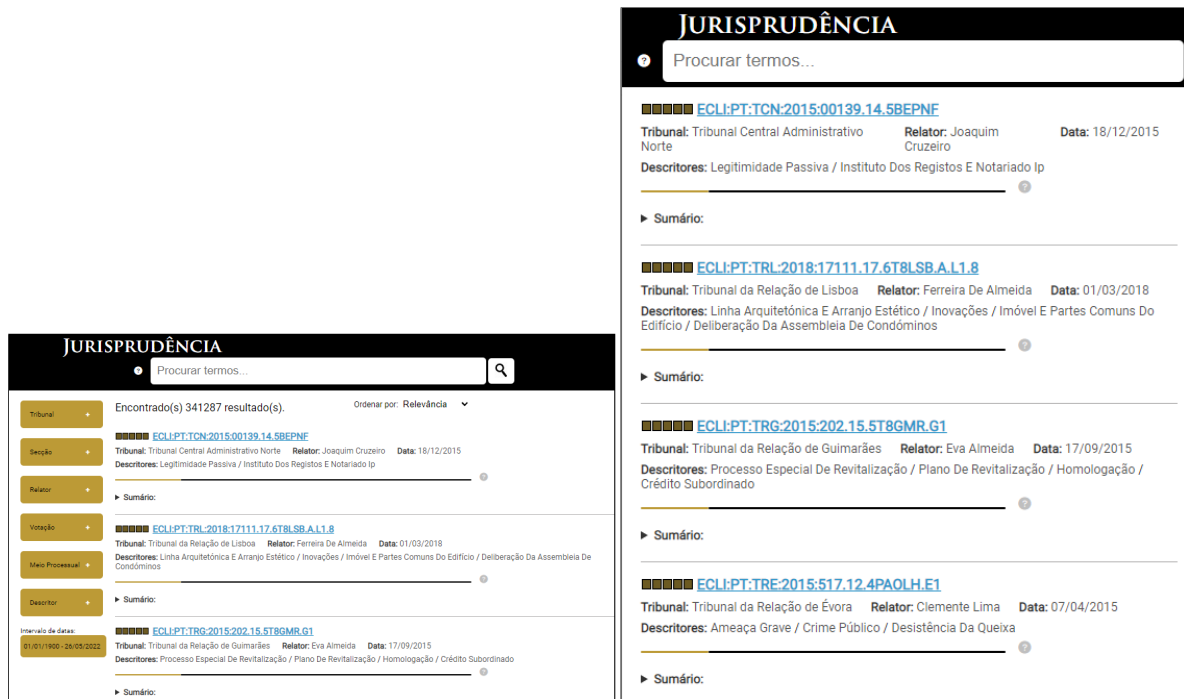 JURISPRUDÊNCIA
?
Procurar termos...
Tribunal +
Secção +
Relator +
Votação +
Meio Processual +
Descritor +
Intervalo de datas:
01/01/1900 - 26/05/2022
Encontrado(s) 341287 resultado(s).
Ordenar por: Relevância
ECLI:PT:TCN:2015:00139.14.5BEPNF
Tribunal: Tribunal Central Administrativo Norte Relator: Joaquim Cruzeiro Data: 18/12/2015
Descritores: Legitimidade Passiva / Instituto Dos Registos E Notariado Ip
?
Sumário:
ECLI:PT:TRL:2018:17111.17.6T8LSB.A.L1.8
Tribunal: Tribunal da Relação de Lisboa Relator: Ferreira De Almeida Data: 01/03/2018
Descritores: Linha Arquitetónica E Arranjo Estético / Inovações / Imóvel E Partes Comuns Do Edifício / Deliberação Da Assembleia De
Condóminos
?
Sumário:
ECLI:PT:TRG:2015:202.15.5T8GMR.G1
Tribunal: Tribunal da Relação de Guimarães Relator: Eva Almeida Data: 17/09/2015
Descritores: Processo Especial De Revitalização / Plano De Revitalização / Homologação / Crédito Subordinado
?
Sumário:
JURISPRUDÊNCIA
?
Procurar termos...
ECLI:PT:TCN:2015:00139.14.5BEPNF
Tribunal: Tribunal Central Administrativo Relator: Joaquim Data: 18/12/2015
Norte Cruzeiro
Descritores: Legitimidade Passiva / Instituto Dos Registos E Notariado Ip
?
Sumário:
ECLI:PT:TRL:2018:17111.17.6T8LSB.A.L1.8
Tribunal: Tribunal da Relação de Lisboa Relator: Ferreira De Almeida Data: 01/03/2018
Descritores: Linha Arquitetónica E Arranjo Estético / Inovações / Imóvel E Partes Comuns Do
Edifício / Deliberação Da Assembleia De Condóminos
?
Sumário:
ECLI:PT:TRG:2015:202.15.5T8GMR.G1
Tribunal: Tribunal da Relação de Guimarães Relator: Eva Almeida Data: 17/09/2015
Descritores: Processo Especial De Revitalização / Plano De Revitalização / Homologação /
Crédito Subordinado
?
Sumário:
ECLI:PT:TRE:2015:517.12.4PAOLH.E1
Tribunal: Tribunal da Relação de Évora Relator: Clemente Lima Data: 07/04/2015
Descritores: Ameaça Grave / Crime Público / Desistência Da Queixa
?
Sumário: